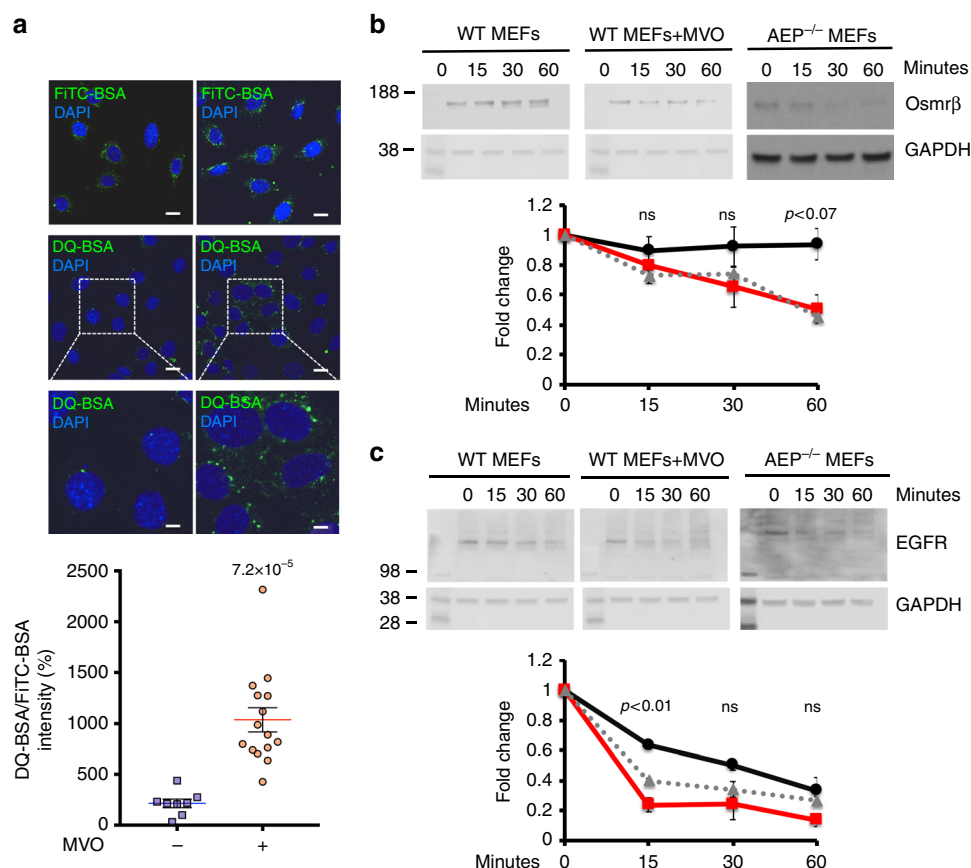 a
FiTC-BSA
DAPI
FiTC-BSA
DAPI
DQ-BSA
DAPI
DQ-BSA
DAPI
DQ-BSA
DAPI
DQ-BSA
DAPI
DQ-BSA/FiTC-BSA
intensity (%)
2500
2000
1500
1000
500
0
7.2×10⁻⁵
MVO
–
+
b
WT MEFs
WT MEFs+MVO
AEP⁻/⁻ MEFs
0 15 30 60
0 15 30 60
0 15 30 60
Minutes
188
Osmrβ
38
GAPDH
Fold change
1.2
1
0.8
0.6
0.4
0.2
0
ns
ns
p<0.07
Minutes
0
15
30
60
c
WT MEFs
WT MEFs+MVO
AEP⁻/⁻ MEFs
0 15 30 60
0 15 30 60
0 15 30 60
Minutes
EGFR
98
38
GAPDH
28
Fold change
1.2
1
0.8
0.6
0.4
0.2
0
p<0.01
ns
ns
Minutes
0
15
30
60